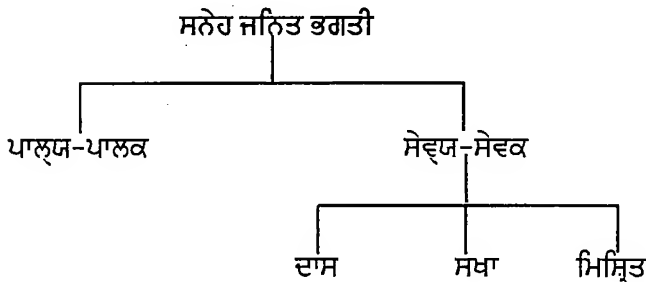 ਸਨੇਹ ਜਨਿਤ ਭਗਤੀ
ਪਾਲ੍ਯ-ਪਾਲਕ ਸੇਵ੍ਯ-ਸੇਵਕ
ਦਾਸ ਸਖਾ ਮਿਸ਼੍ਰਿਤ